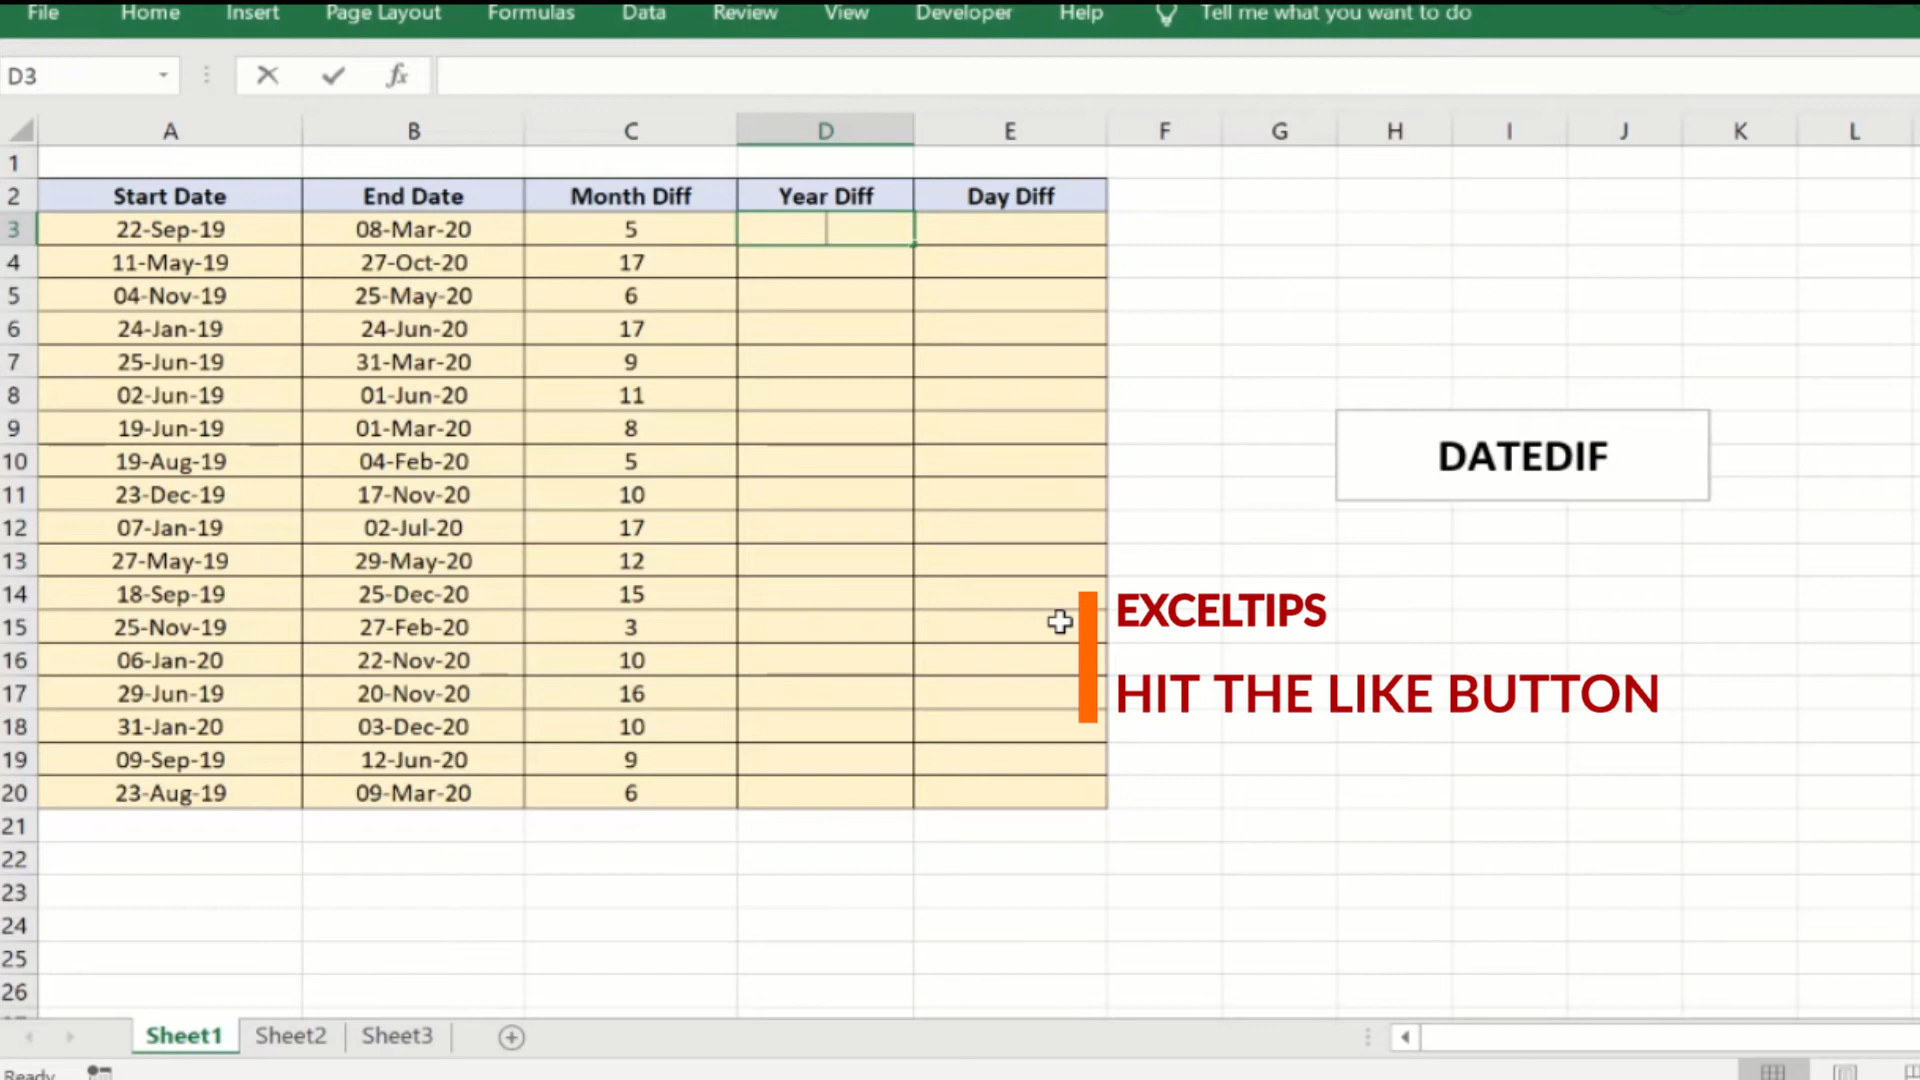 File Home Insert Page Layout Formulas Data Review View Developer Help Tell me what you want to do
D3 fx
A B C D E F G H I J K L
1
2 Start Date End Date Month Diff Year Diff Day Diff
3 22-Sep-19 08-Mar-20 5
4 11-May-19 27-Oct-20 17
5 04-Nov-19 25-May-20 6
6 24-Jan-19 24-Jun-20 17
7 25-Jun-19 31-Mar-20 9
8 02-Jun-19 01-Jun-20 11
9 19-Jun-19 01-Mar-20 8
DATEDIF
10 19-Aug-19 04-Feb-20 5
11 23-Dec-19 17-Nov-20 10
12 07-Jan-19 02-Jul-20 17
13 27-May-19 29-May-20 12
14 18-Sep-19 25-Dec-20 15
EXCELTIPS
15 25-Nov-19 27-Feb-20 3
16 06-Jan-20 22-Nov-20 10
17 29-Jun-19 20-Nov-20 16
HIT THE LIKE BUTTON
18 31-Jan-20 03-Dec-20 10
19 09-Sep-19 12-Jun-20 9
20 23-Aug-19 09-Mar-20 6
21
22
23
24
25
26
Sheet1 Sheet2 Sheet3
Ready